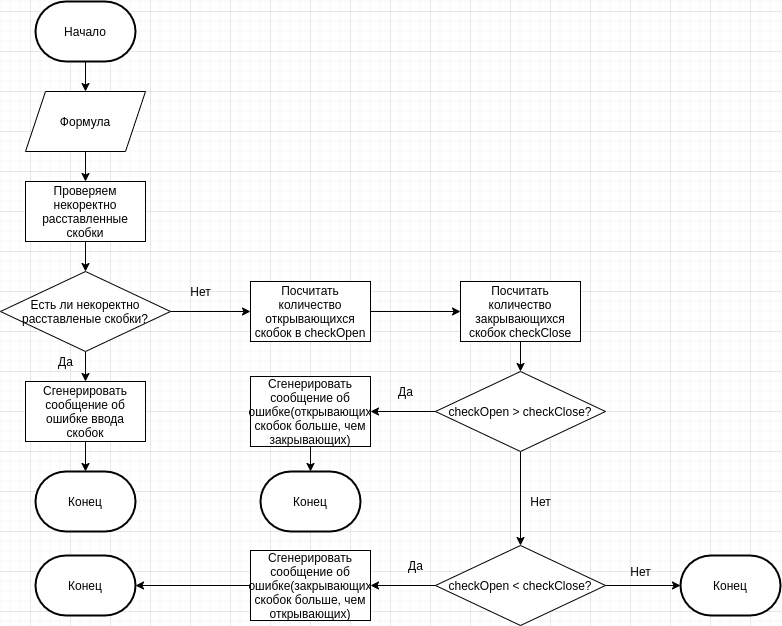 Начало
Формула
Проверяем
некоректно
расставленные
скобки
Есть ли некоректно
расставленые скобки?
Нет
Посчитать
количество
открывающихся
скобок в checkOpen
Посчитать
количество
закрывающихся
скобок checkClose
Да
Сгенерировать
сообщение об
ошибке ввода
скобок
Конец
checkOpen > checkClose?
Да
Сгенерировать
сообщение об
ошибке(открывающих
скобок больше, чем
закрывающих)
Конец
Нет
checkOpen < checkClose?
Да
Сгенерировать
сообщение об
ошибке(закрывающих
скобок больше, чем
открывающих)
Конец
Нет
Конец